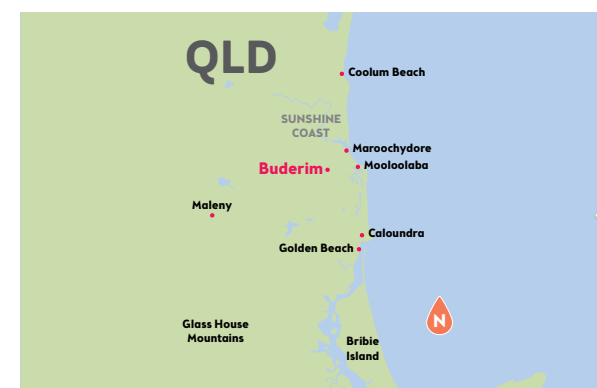 QLD
Coolum Beach
SUNSHINE
COAST
Maroochydore
Mooloolaba
Buderim
Maleny
Caloundra
Golden Beach
Glass House
Mountains
N
Bribie
Island